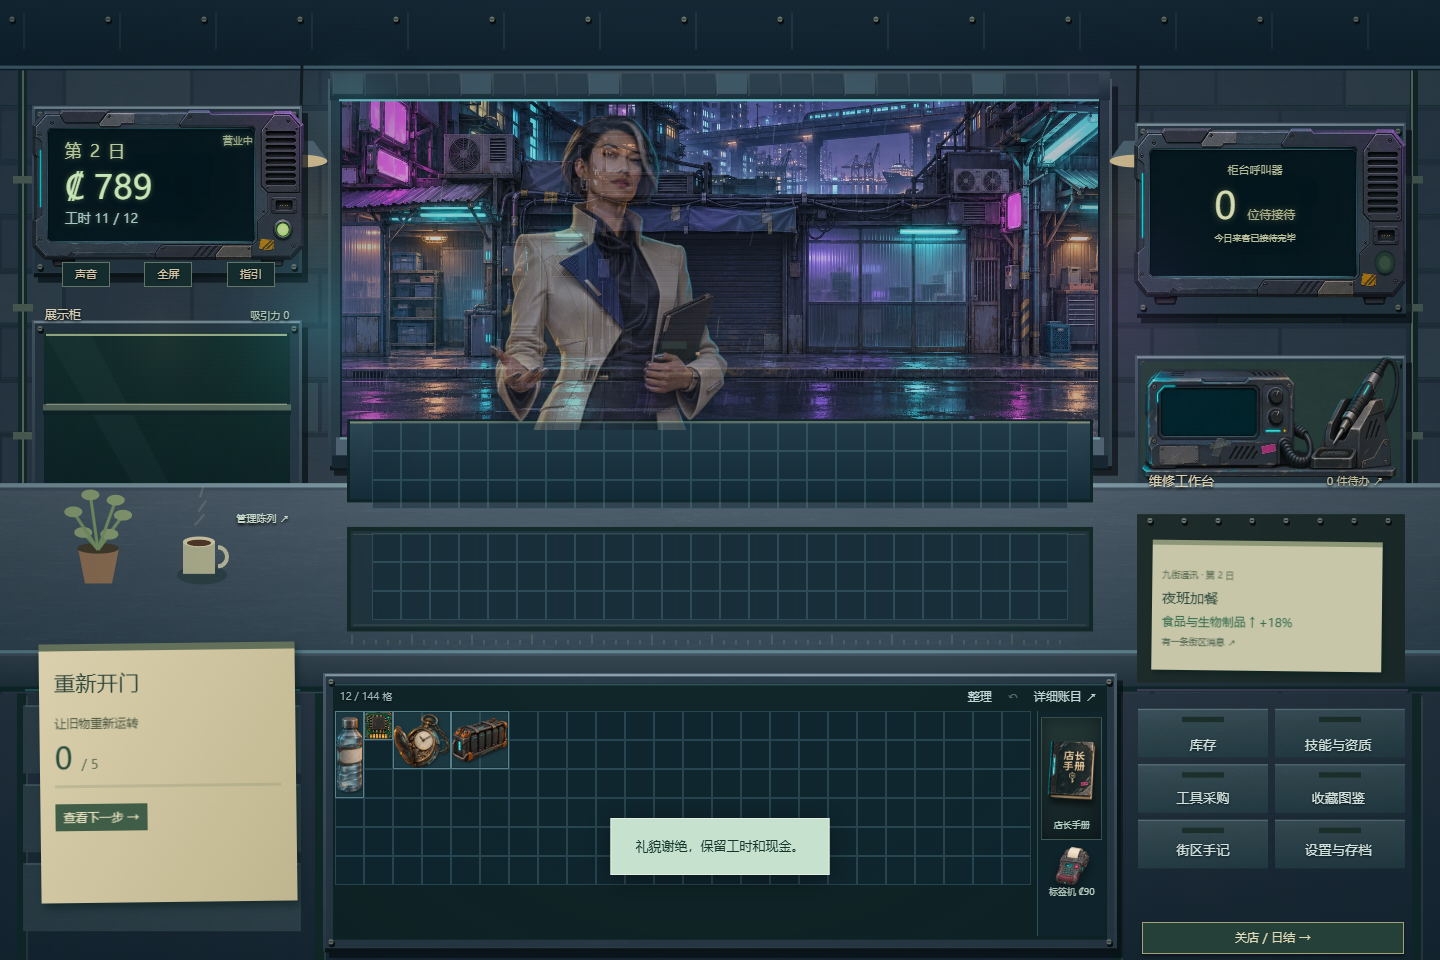 第 2 日
营业中
₡ 789
工时 11 / 12
声音
全屏
指引
展示柜
吸引力 0
管理陈列 ↗
柜台呼叫器
0 位待接待
今日来客已接待完毕
维修工作台
0 件待办 ↗
九街通讯 · 第 2 日
夜班加餐
食品与生物制品 ↑ +18%
有一条街区消息 ↗
重新开门
让旧物重新运转
0 / 5
查看下一步 →
12 / 144 格
整理
详细账目 ↗
店长
手册
店长手册
标签机 ₡90
礼貌谢绝，保留工时和现金。
库存
技能与资质
工具采购
收藏图鉴
街区手记
设置与存档
关店 / 日结 →